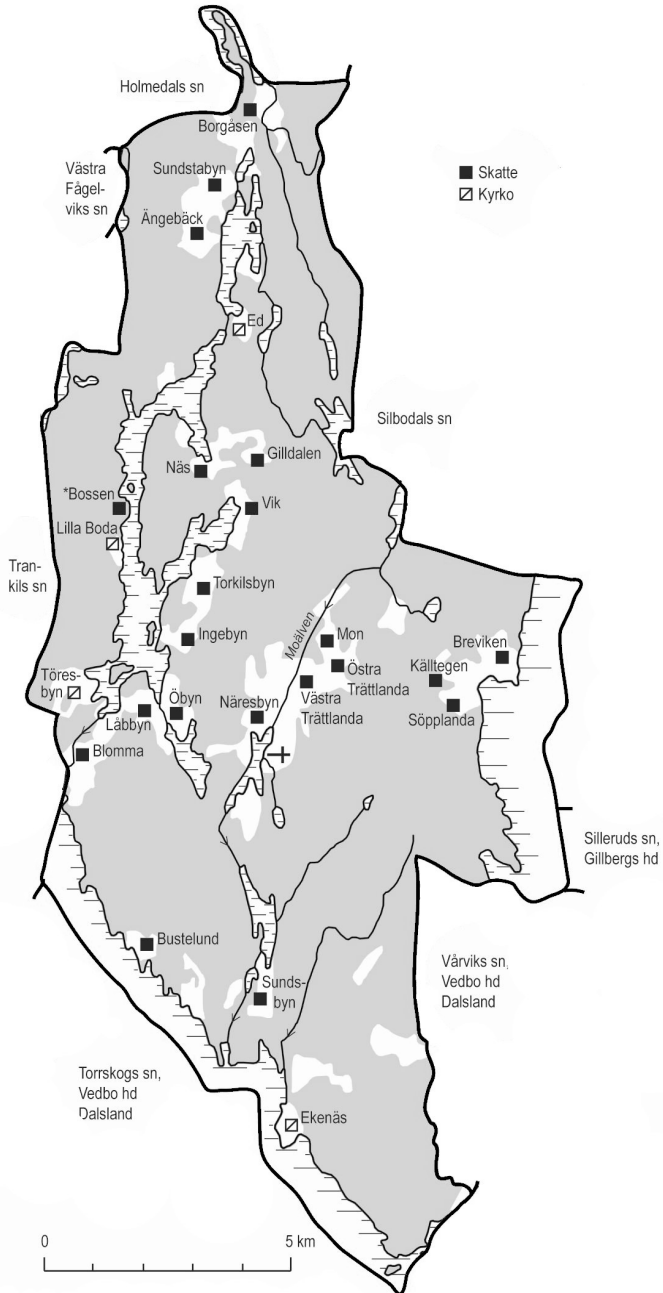 Holmedals sn
Borgåsen
Västra
Fågel-
viks sn
Sundstabyn
Ängebäck
Skatte
Kyrko
Ed
Silbodals sn
Gilldalen
Näs
*Bossen
Vik
Lilla Boda
Tran-
kils sn
Torkilsbyn
Moälven
Ingebyn
Mon
Breviken
Östra
Trättlanda
Källtegen
Töres-
byn
Öbyn
Näresbyn
Västra
Trättlanda
Söpplanda
Låbbyn
Blomma
Silleruds sn,
Gillbergs hd
Bustelund
Sunds-
byn
Vårviks sn,
Vedbo hd
Dalsland
Torrskogs sn,
Vedbo hd
Dalsland
Ekenäs
0 5 km